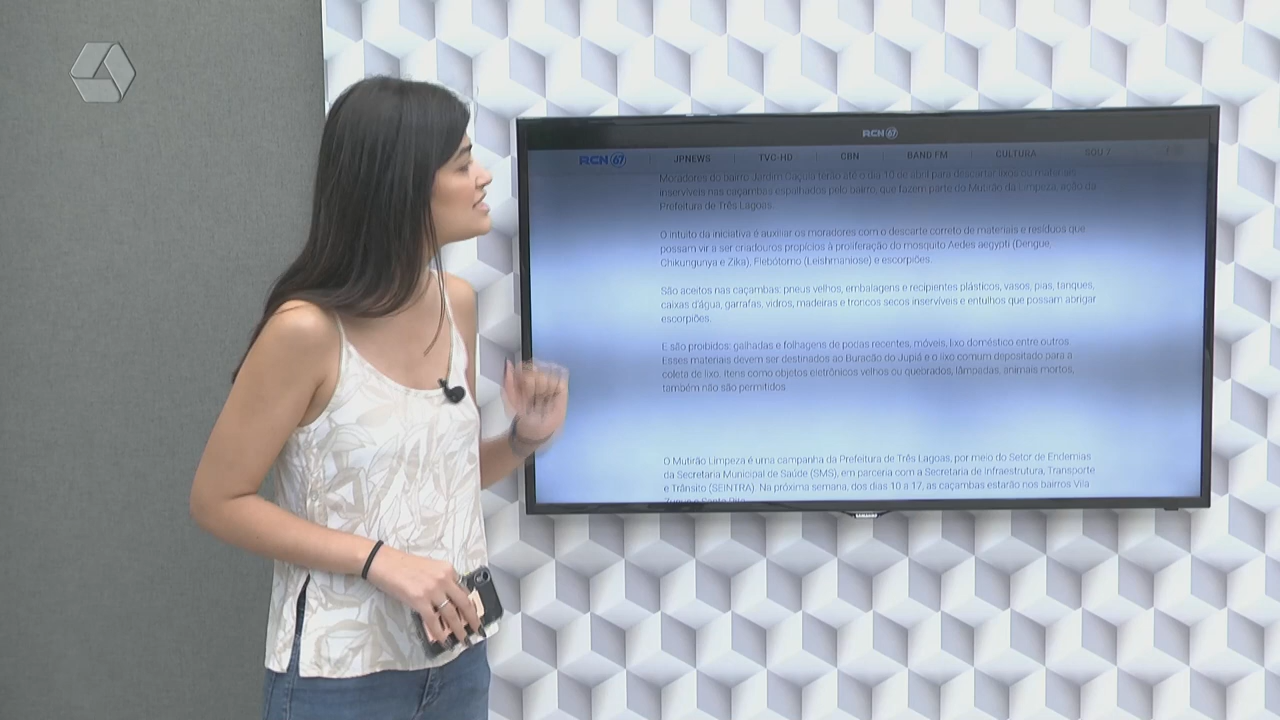 RCN 67
RCN 67 JPNEWS TVC-HD CBN BAND FM CULTURA SOU
Moradores do bairro Jardim Daçuia terão até o dia 10 de abril para descartar lixos ou materiais
inservíveis nas caçambas espalhados pelo bairro, que fazem parte do Mutirão da Limpeza, ação da
Prefeitura de Três Lagoas.
O intuito da iniciativa é auxiliar os moradores com o descarte correto de materiais e resíduos que
possam vir a ser criadouros propícios à proliferação do mosquito Aedes aegypti (Dengue,
Chikungunya e Zika), Flebótomo (Leishmaniose) e escorpiões.
São aceitos nas caçambas: pneus velhos, embalagens e recipientes plásticos, vasos, pias, tanques,
caixas d'água, garrafas, vidros, madeiras e troncos secos inservíveis e entulhos que possam abrigar
escorpiões.
E são proibidos: galhadas e folhagens de podas recentes, móveis, lixo doméstico entre outros.
Esses materiais devem ser destinados ao Buracão do Jupiá e o lixo comum depositado para a
coleta de lixo, itens como objetos eletrônicos velhos ou quebrados, lâmpadas, animais mortos,
também não são permitidos
O Mutirão Limpeza é uma campanha da Prefeitura de Três Lagoas, por meio do Setor de Endemias
da Secretaria Municipal de Saúde (SMS), em parceria com a Secretaria de Infraestrutura, Transporte
e Trânsito (SEINTRA). Na próxima semana, dos dias 10 a 17, as caçambas estarão nos bairros Vila
Zuque e Santa Rita
SAMSUNG